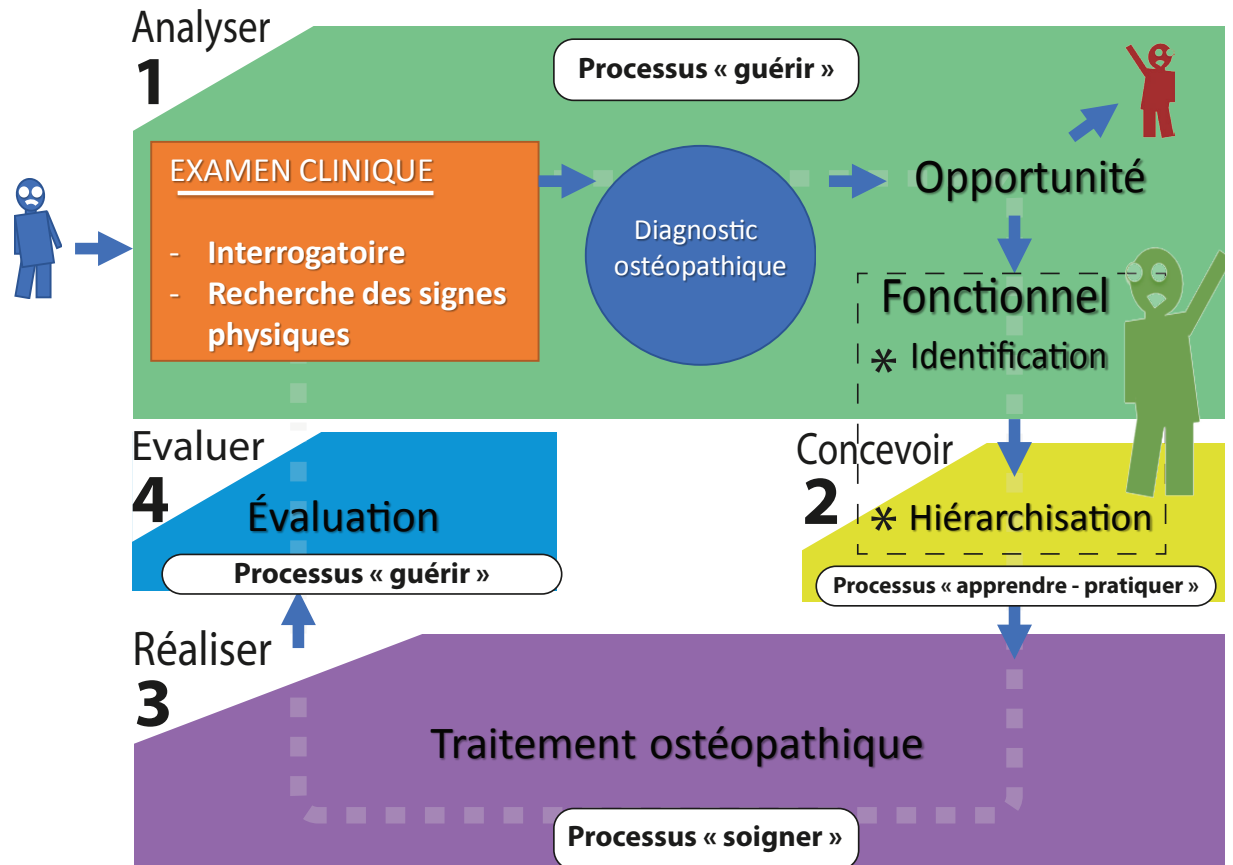 Analyser
1
Processus « guérir »
EXAMEN CLINIQUE
- Interrogatoire
- Recherche des signes
physiques
Diagnostic
ostéopathique
Opportunité
Fonctionnel
* Identification
Concevoir
2
* Hiérarchisation
Processus « apprendre - pratiquer »
Réaliser
3
Traitement ostéopathique
Processus « soigner »
Evaluer
4
Évaluation
Processus « guérir »